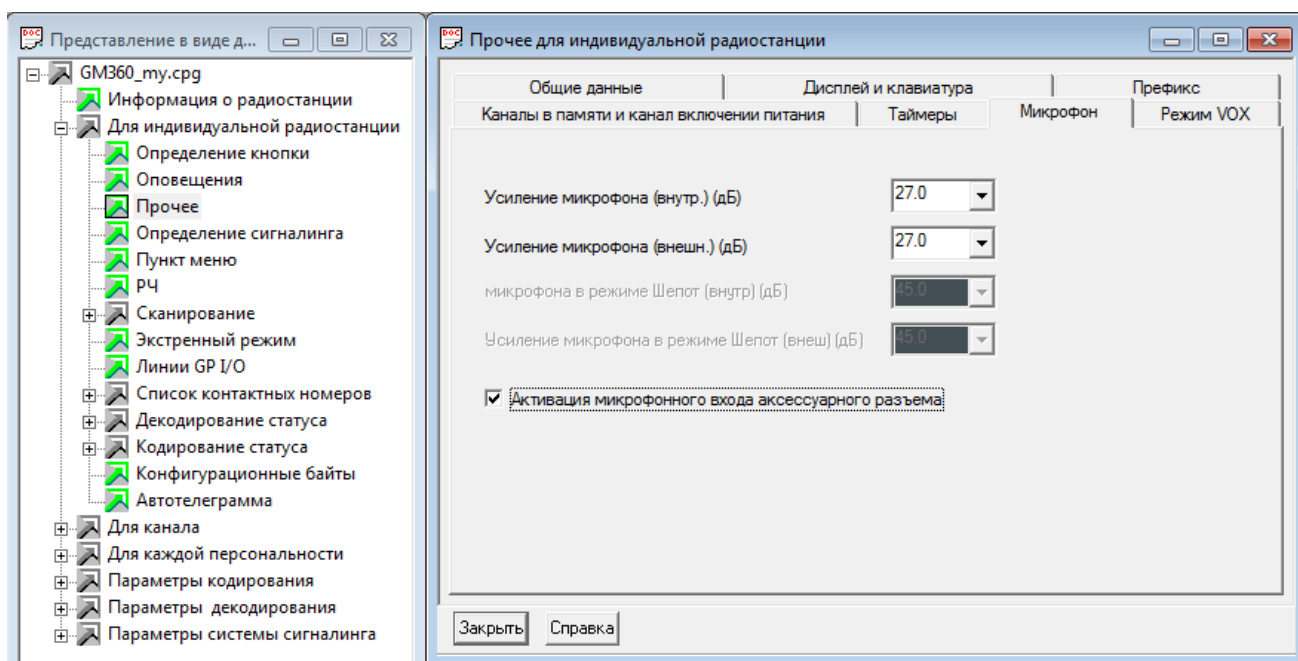 Представление в виде д...
GM360_my.cpg
Информация о радиостанции
Для индивидуальной радиостанции
Определение кнопки
Оповещения
Прочее
Определение сигналинга
Пункт меню
РЧ
Сканирование
Экстренный режим
Линии GP I/O
Список контактных номеров
Декодирование статуса
Кодирование статуса
Конфигурационные байты
Автотелеграмма
Для канала
Для каждой персональности
Параметры кодирования
Параметры декодирования
Параметры системы сигналинга
Прочее для индивидуальной радиостанции
Общие данные
Дисплей и клавиатура
Префикс
Каналы в памяти и канал включении питания
Таймеры
Микрофон
Режим VOX
Усиление микрофона (внутр.) (дБ)
27.0
Усиление микрофона (внешн.) (дБ)
27.0
микрофона в режиме Шепот (внутр) (дБ)
45.0
Усиление микрофона в режиме Шепот (внеш) (дБ)
45.0
Активация микрофонного входа аксессуарного разъема
Закрыть
Справка